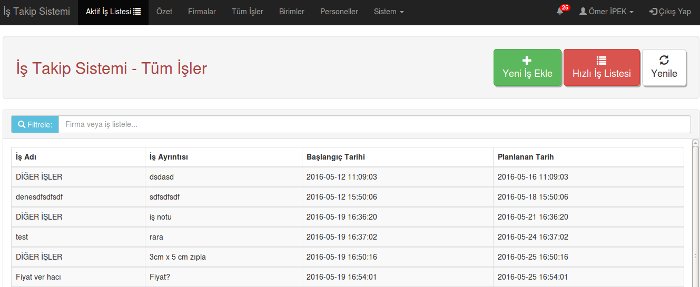 İş Takip Sistemi Aktif İş Listesi Özel Firmalar Tüm İşler Birimler Personeller Sistem 26 Ömer İPEK Çıkış Yap
İş Takip Sistemi - Tüm İşler Yeni İş Ekle Hızlı İş Listesi Yenile
Filtrele: Firma veya iş listele...
İş Adı İş Ayrıntısı Başlangıç Tarihi Planlanan Tarih
DİĞER İŞLER dsdasd 2016-05-12 11:09:03 2016-05-16 11:09:03
denesdfsdfsdf sdfsdfsdf 2016-05-12 15:50:06 2016-05-18 15:50:06
DİĞER İŞLER iş notu 2016-05-19 16:36:20 2016-05-21 16:36:20
test rara 2016-05-19 16:37:02 2016-05-24 16:37:02
DİĞER İŞLER 3cm x 5 cm zıpla 2016-05-19 16:50:16 2016-05-25 16:50:16
Fiyat ver hacı Fiyat? 2016-05-19 16:54:01 2016-05-25 16:54:01